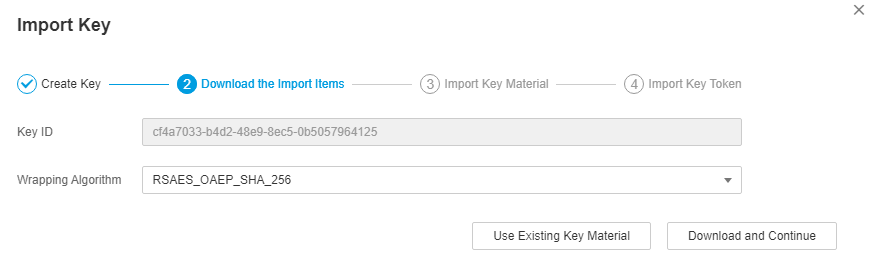 Import Key
Create Key 2 Download the Import Items 3 Import Key Material 4 Import Key Token
Key ID cf4a7033-b4d2-48e9-8ec5-0b5057964125
Wrapping Algorithm RSAES_OAEP_SHA_256
Use Existing Key Material Download and Continue